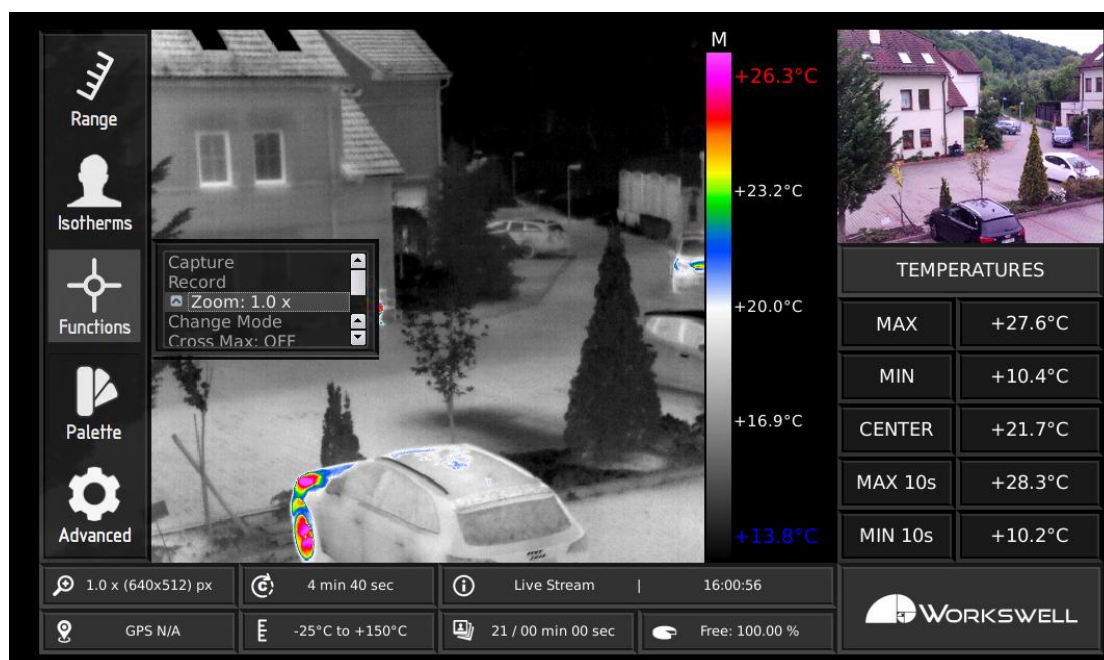 Range
Isotherms
Functions
Palette
Advanced
Capture
Record
Zoom: 1.0 x
Change Mode
Cross Max: OFF
M
+26.3°C
+23.2°C
+20.0°C
+16.9°C
+13.8°C
TEMPERATURES
MAX +27.6°C
MIN +10.4°C
CENTER +21.7°C
MAX 10s +28.3°C
MIN 10s +10.2°C
1.0 x (640x512) px
4 min 40 sec
Live Stream | 16:00:56
GPS N/A
-25°C to +150°C
21 / 00 min 00 sec
Free: 100.00 %
WORKSWELL